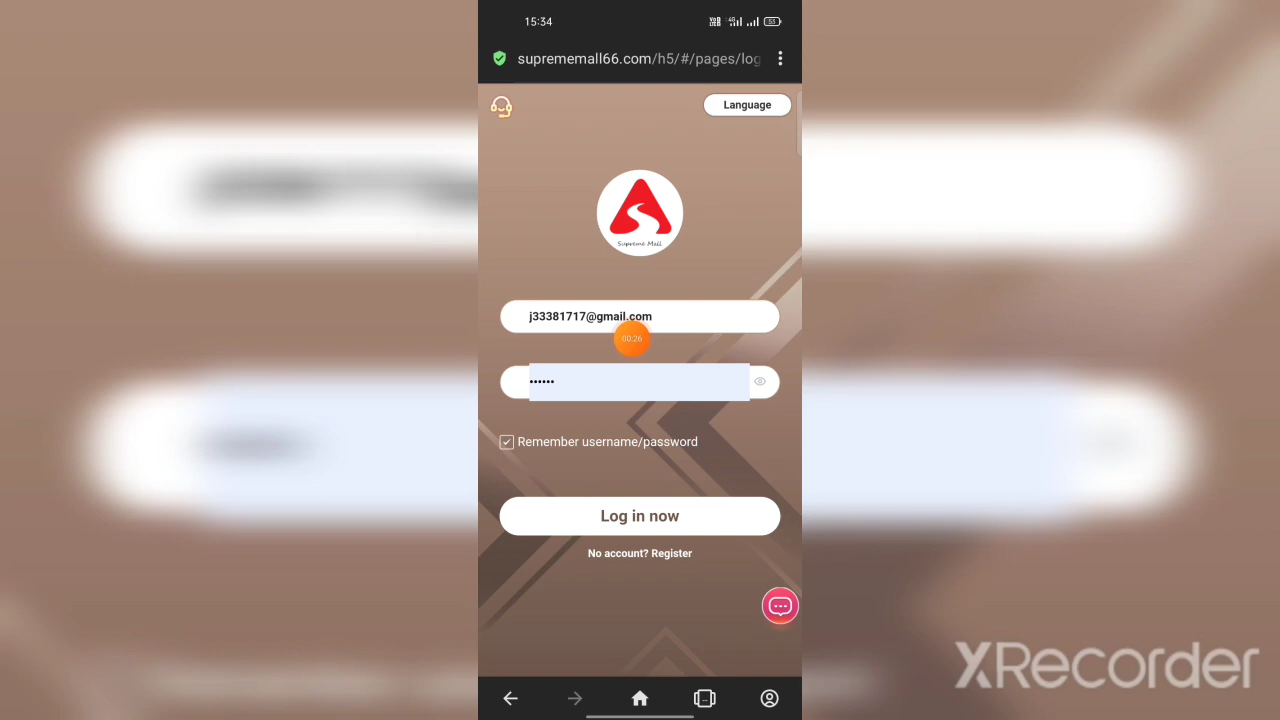 15:34
53
suprememall66.com/h5/#/pages/log
Language
Supreme Mall
j33381717@gmail.com
00:26
••••••
Remember username/password
Log in now
No account? Register
XRecorder